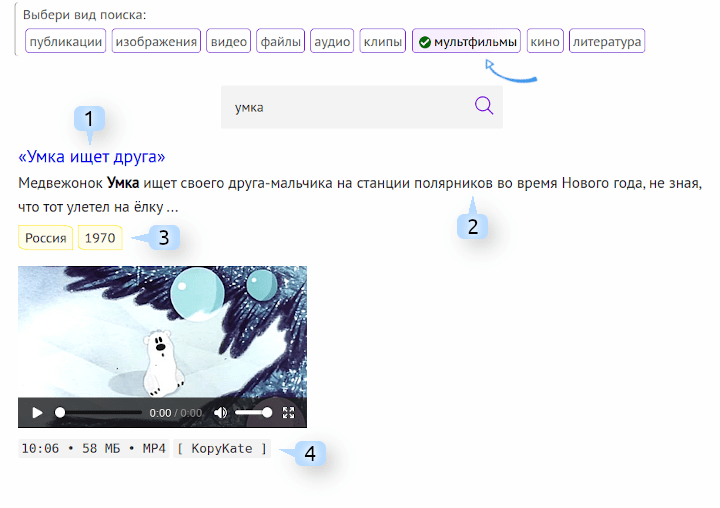 Выбери вид поиска:
публикации изображения видео файлы аудио клипы мультфильмы кино литература
умка
1
«Умка ищет друга»
Медвежонок Умка ищет своего друга-мальчика на станции полярников во время Нового года, не зная,
что тот улетел на ёлку ...
2
Россия 1970 3
0:00 / 0:00
10:06 • 58 МБ • MP4 [ KopyKate ] 4